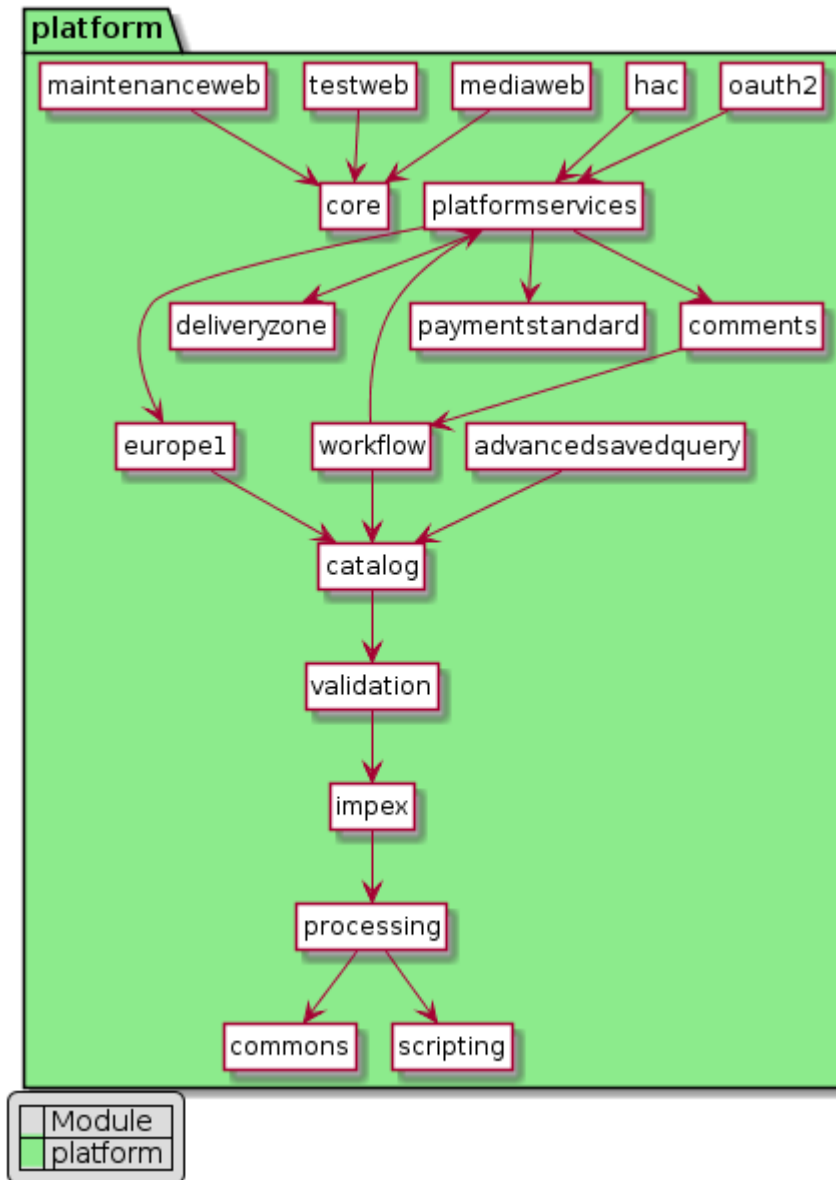 platform
maintenanceweb
testweb
mediaweb
hac
oauth2
core
platformservices
deliveryzone
paymentstandard
comments
europe1
workflow
advancedsavedquery
catalog
validation
impex
processing
commons
scripting
Module
platform